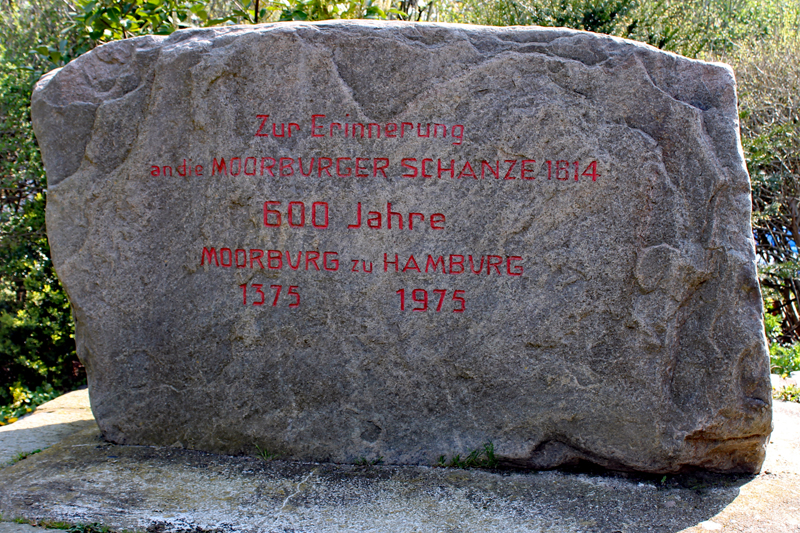 Zur Erinnerung
an die MOORBURGER SCHANZE 1614
600 Jahre
MOORBURG zu HAMBURG
1375 1975